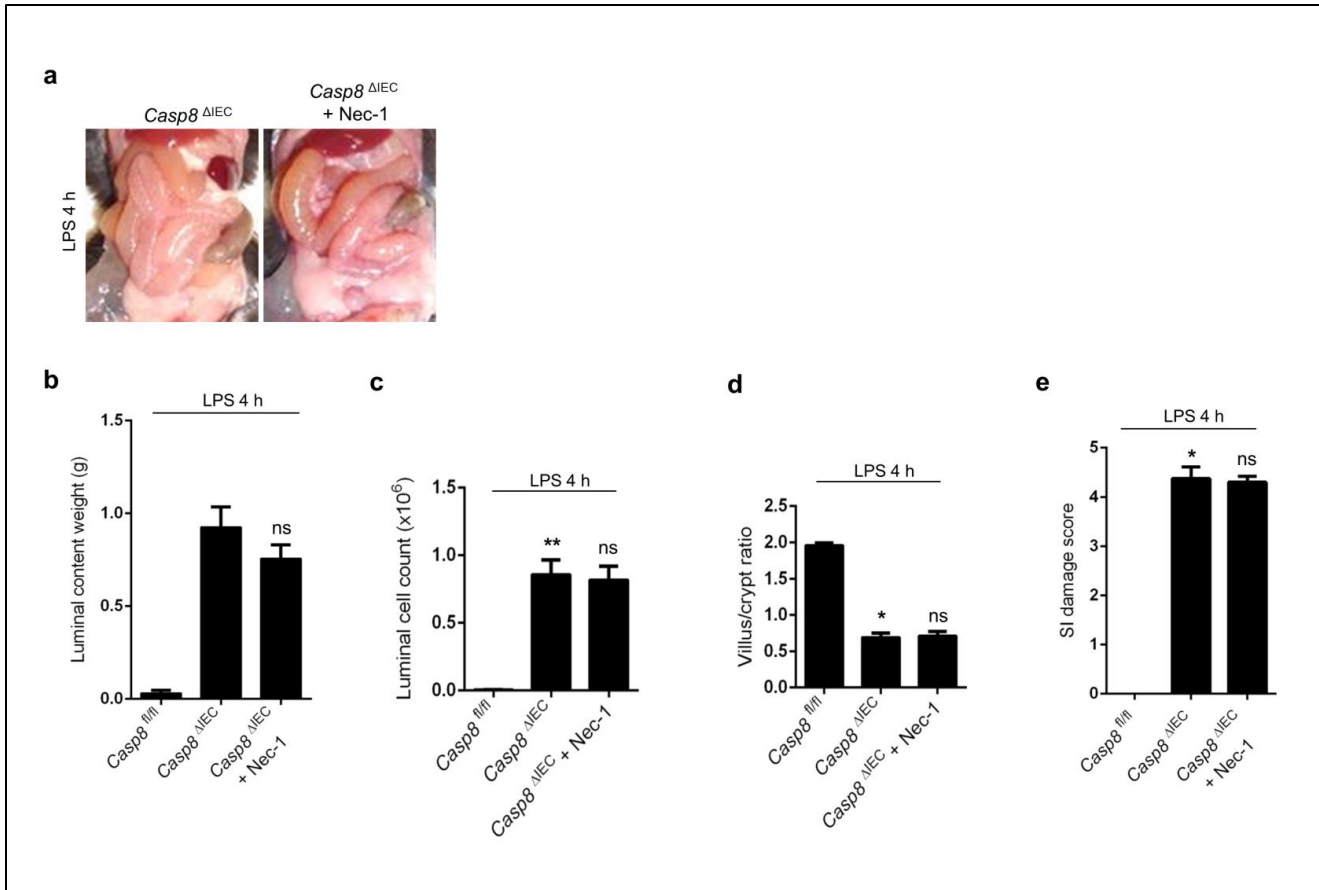 a
Casp8 ΔIEC
Casp8 ΔIEC
+ Nec-1
LPS 4 h
b
LPS 4 h
Luminal content weight (g)
1.5
1.0
0.5
0.0
ns
Casp8 fl/fl
Casp8 ΔIEC
Casp8 ΔIEC
+ Nec-1
c
LPS 4 h
Luminal cell count (x10⁶)
1.5
1.0
0.5
0.0
**
ns
Casp8 fl/fl
Casp8 ΔIEC
Casp8 ΔIEC + Nec-1
d
LPS 4 h
Villus/crypt ratio
2.5
2.0
1.5
1.0
0.5
0.0
*
ns
Casp8 fl/fl
Casp8 ΔIEC
Casp8 ΔIEC + Nec-1
e
LPS 4 h
SI damage score
5
4
3
2
1
0
*
ns
Casp8 fl/fl
Casp8 ΔIEC
Casp8 ΔIEC
+ Nec-1